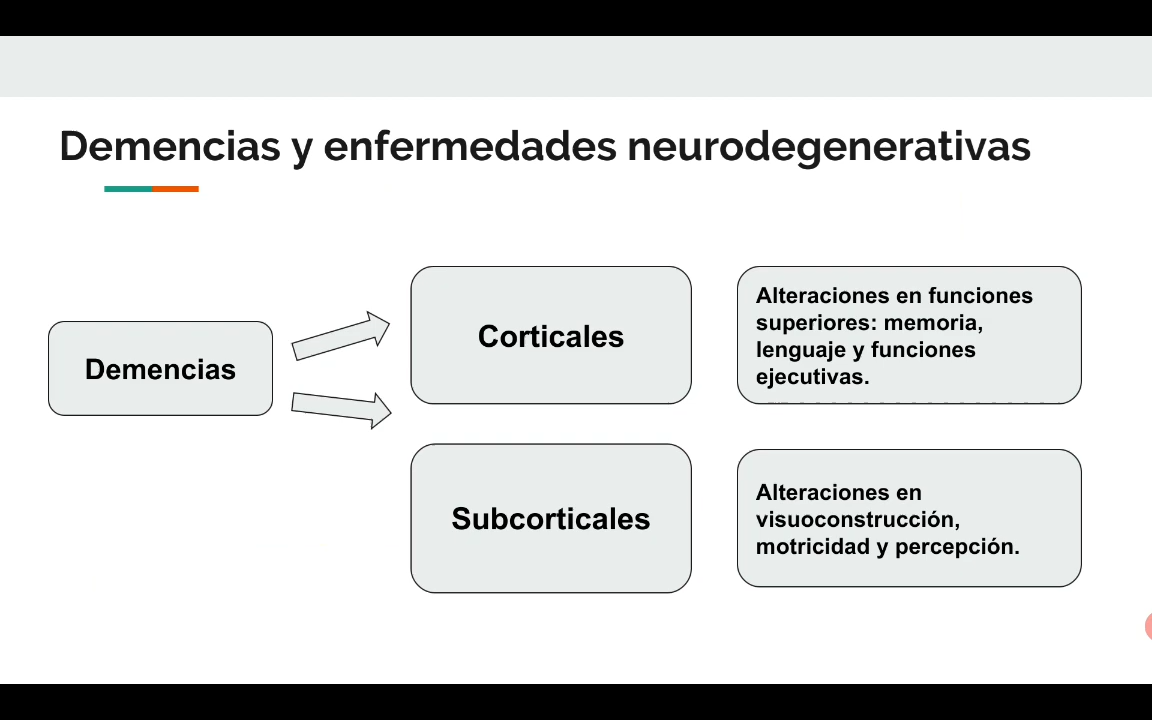 Demencias y enfermedades neurodegenerativas
Demencias
Corticales
Alteraciones en funciones
superiores: memoria,
lenguaje y funciones
ejecutivas.
Subcorticales
Alteraciones en
visuoconstrucción,
motricidad y percepción.